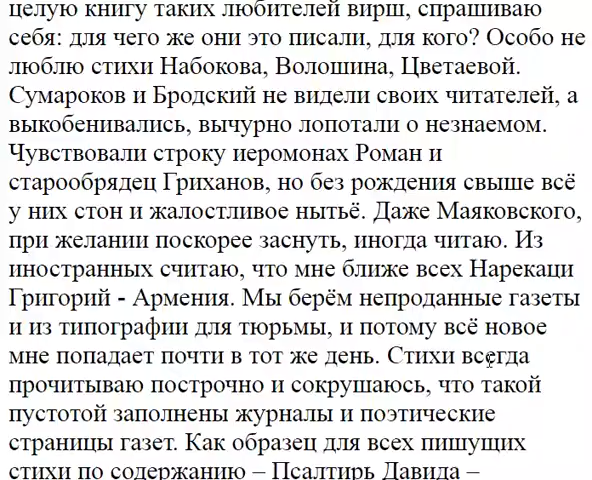 целую книгу таких любителей вирш, спрашиваю
себя: для чего же они это писали, для кого? Особо не
люблю стихи Набокова, Волошина, Цветаевой.
Сумароков и Бродский не видели своих читателей, а
выкобенивались, вычурно лопотали о незнаемом.
Чувствовали строку иеромонах Роман и
старообрядец Гриханов, но без рождения свыше всё
у них стон и жалостливое нытьё. Даже Маяковского,
при желании поскорее заснуть, иногда читаю. Из
иностранных считаю, что мне ближе всех Нарекаци
Григорий - Армения. Мы берём непроданные газеты
и из типографии для тюрьмы, и потому всё новое
мне попадает почти в тот же день. Стихи всегда
прочитываю построчно и сокрушаюсь, что такой
пустотой заполнены журналы и поэтические
страницы газет. Как образец для всех пишущих
стихи по содержанию – Псалтирь Давида –